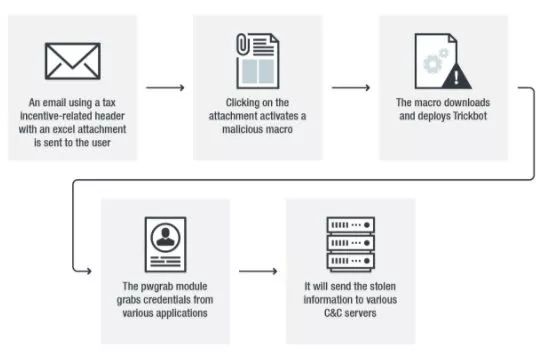 An email using a tax
incentive-related header
with an excel attachment
is sent to the user
Clicking on the
attachment activates a
malicious macro
The macro downloads
and deploys Trickbot
The pwgrab module
grabs credentials from
various applications
It will send the stolen
information to various
C&C servers